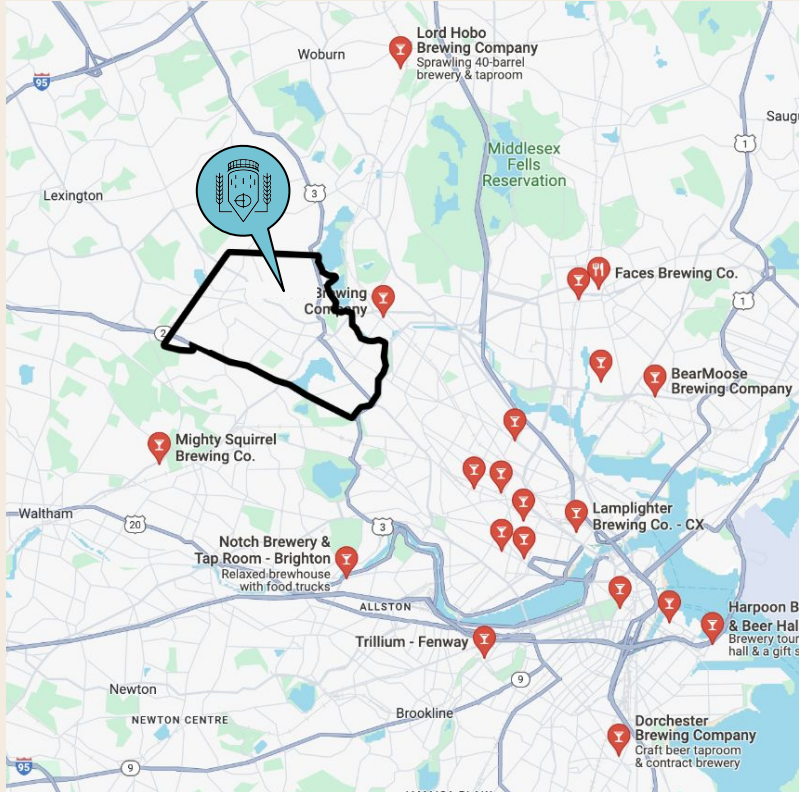 Lord Hobo
Brewing Company
Sprawling 40-barrel
brewery & taproom
Woburn
95
Saugu
1
Middlesex
Fells
Reservation
Lexington
3
Faces Brewing Co.
Brewing
Company
1
2
BearMoose
Brewing Company
Mighty Squirrel
Brewing Co.
Waltham
20
3
Lamplighter
Brewing Co. - CX
Notch Brewery &
Tap Room - Brighton
Relaxed brewhouse
with food trucks
ALLSTON
Harpoon B
& Beer Hal
Brewery tour
hall & a gift s
Trillium - Fenway
9
Newton
NEWTON CENTRE
Brookline
Dorchester
Brewing Company
Craft beer taproom
& contract brewery
95
9